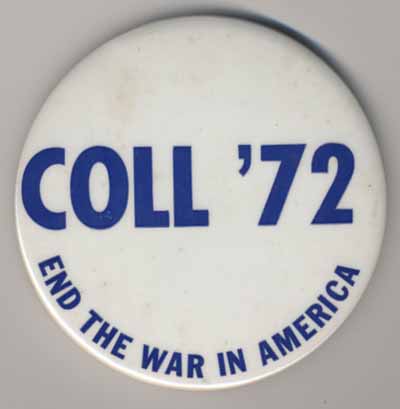 COLL '72
END THE WAR IN AMERICA